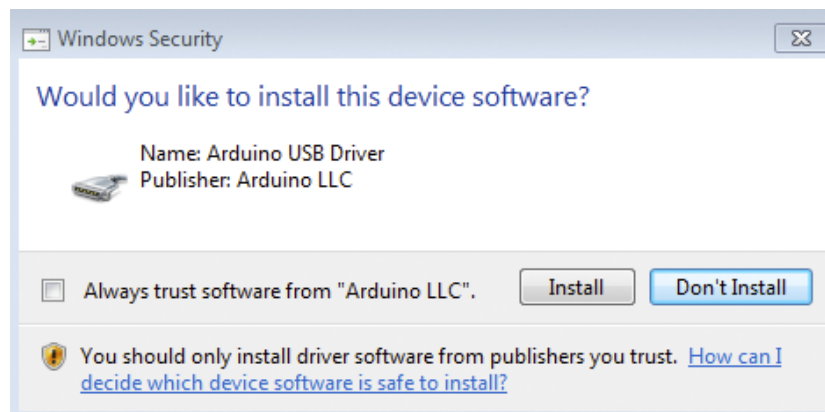 Windows Security
Would you like to install this device software?
Name: Arduino USB Driver
Publisher: Arduino LLC
Always trust software from "Arduino LLC".
Install
Don't Install
You should only install driver software from publishers you trust. How can I
decide which device software is safe to install?